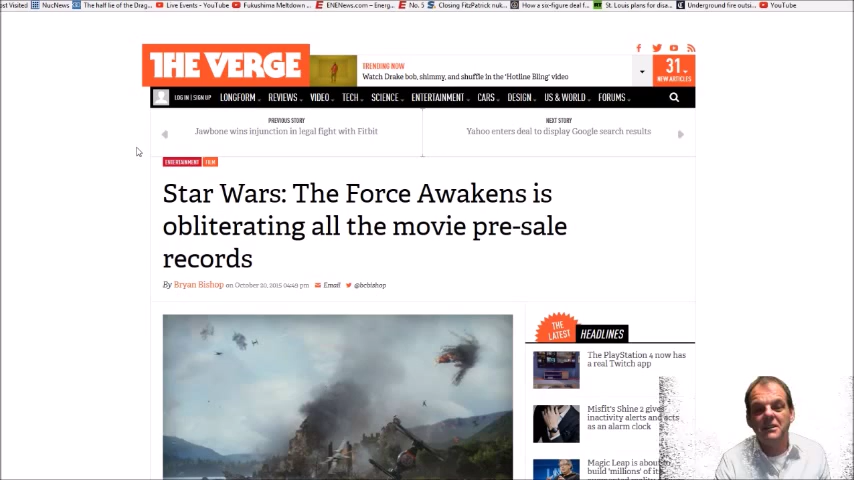 st Visited NucNews The half lie of the Drag... Live Events - YouTube Fukushima Meltdown ... ENENews.com – Energ... No. 5 Closing FitzPatrick nuk... How a six-figure deal f... St. Louis plans for disa... Underground fire outsi... YouTube
THE VERGE
TRENDING NOW
Watch Drake bob, shimmy, and shuffle in the 'Hotline Bling' video
31
NEW ARTICLES
LOG IN | SIGN UP LONGFORM REVIEWS VIDEO TECH SCIENCE ENTERTAINMENT CARS DESIGN US & WORLD FORUMS
PREVIOUS STORY
Jawbone wins injunction in legal fight with Fitbit
NEXT STORY
Yahoo enters deal to display Google search results
ENTERTAINMENT FILM
Star Wars: The Force Awakens is
obliterating all the movie pre-sale
records
By Bryan Bishop on October 20, 2015 04:49 pm Email @bcbishop
THE LATEST HEADLINES
The PlayStation 4 now has
a real Twitch app
Misfit's Shine 2 gives
inactivity alerts and acts
as an alarm clock
Magic Leap is about to
build 'millions' of its